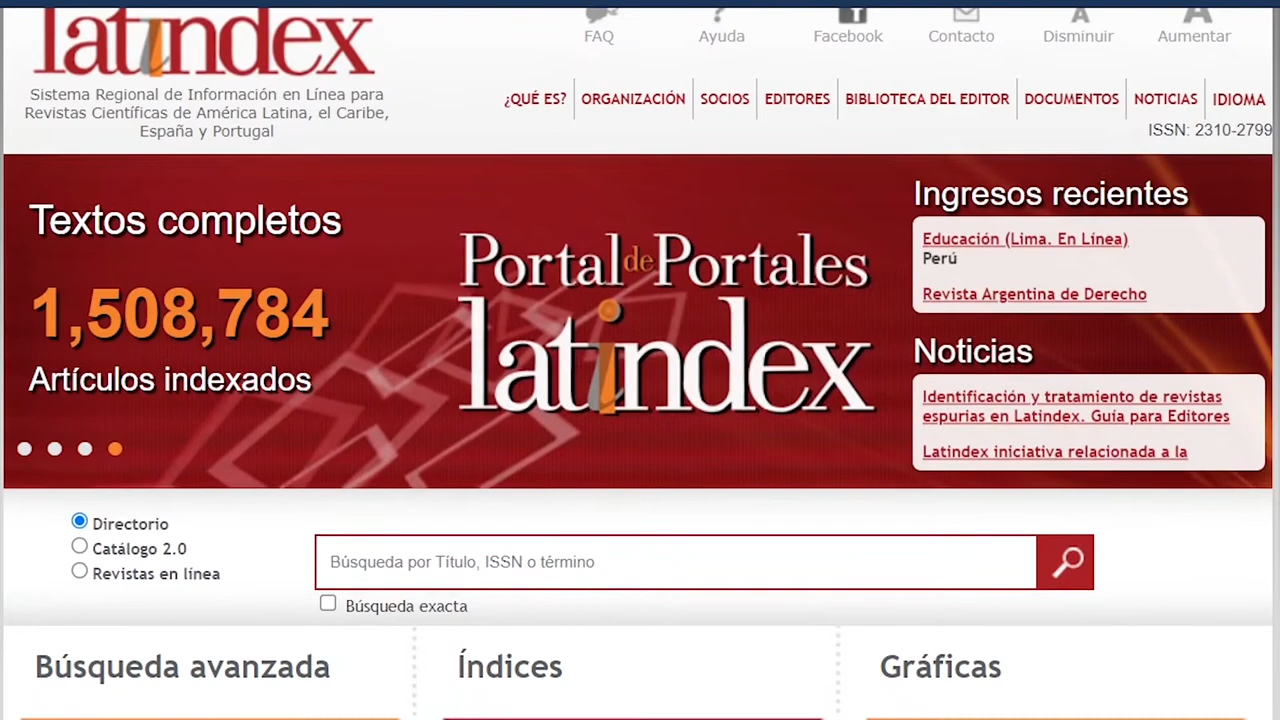 latindex
Sistema Regional de Información en Línea para
Revistas Científicas de América Latina, el Caribe,
España y Portugal
FAQ
Ayuda
Facebook
Contacto
Disminuir
Aumentar
¿QUÉ ES?
ORGANIZACIÓN
SOCIOS
EDITORES
BIBLIOTECA DEL EDITOR
DOCUMENTOS
NOTICIAS
IDIOMA
ISSN: 2310-2799
Textos completos
1,508,784
Artículos indexados
Portal de Portales
latindex
Ingresos recientes
Educación (Lima. En Línea)
Perú
Revista Argentina de Derecho
Noticias
Identificación y tratamiento de revistas
espurias en Latindex. Guía para Editores
Latindex iniciativa relacionada a la
Directorio
Catálogo 2.0
Revistas en línea
Búsqueda por Título, ISSN o término
Búsqueda exacta
Búsqueda avanzada
Índices
Gráficas